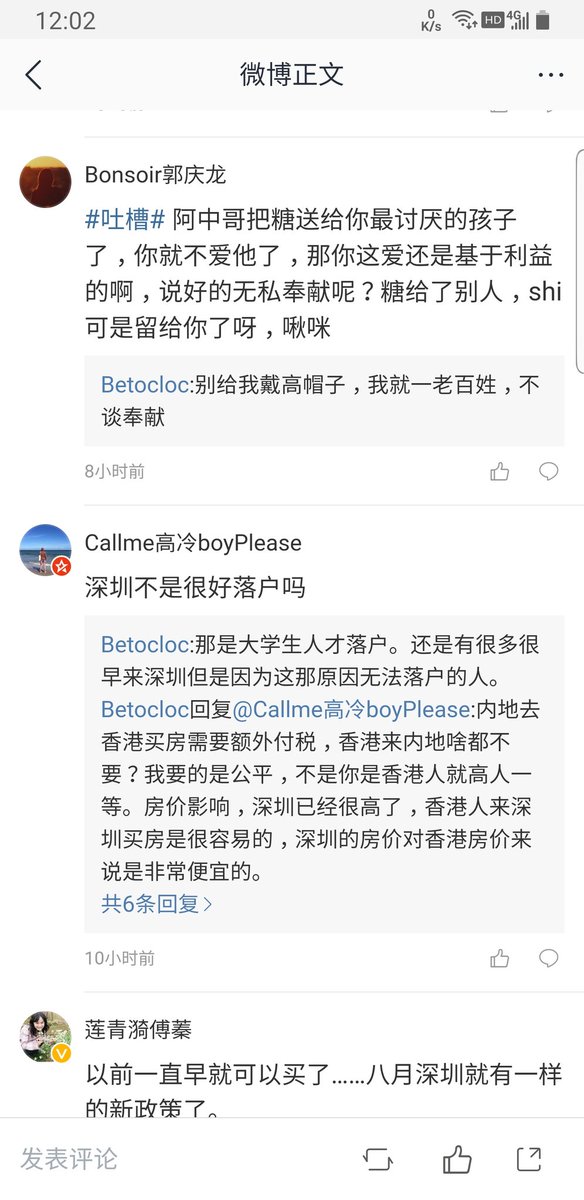 12:02
0
K/s
HD
4G
微博正文
Bonsoir郭庆龙
#吐槽# 阿中哥把糖送给你最讨厌的孩子
了，你就不爱他了，那你这爱还是基于利益
的啊，说好的无私奉献呢？糖给了别人，shi
可是留给你了呀，啾咪
Betocloc:别给我戴高帽子，我就一老百姓，不
谈奉献
8小时前
Callme高冷boyPlease
深圳不是很好落户吗
Betocloc:那是大学生人才落户。还是有很多很
早来深圳但是因为这那原因无法落户的人。
Betocloc回复@Callme高冷boyPlease:内地去
香港买房需要额外付税，香港来内地啥都不
要？我要的是公平，不是你是香港人就高人一
等。房价影响，深圳已经很高了，香港人来深
圳买房是很容易的，深圳的房价对香港房价来
说是非常便宜的。
共6条回复
10小时前
莲青漪傅蓁
以前一直早就可以买了......八月深圳就有一样
的新政策了。
发表评论